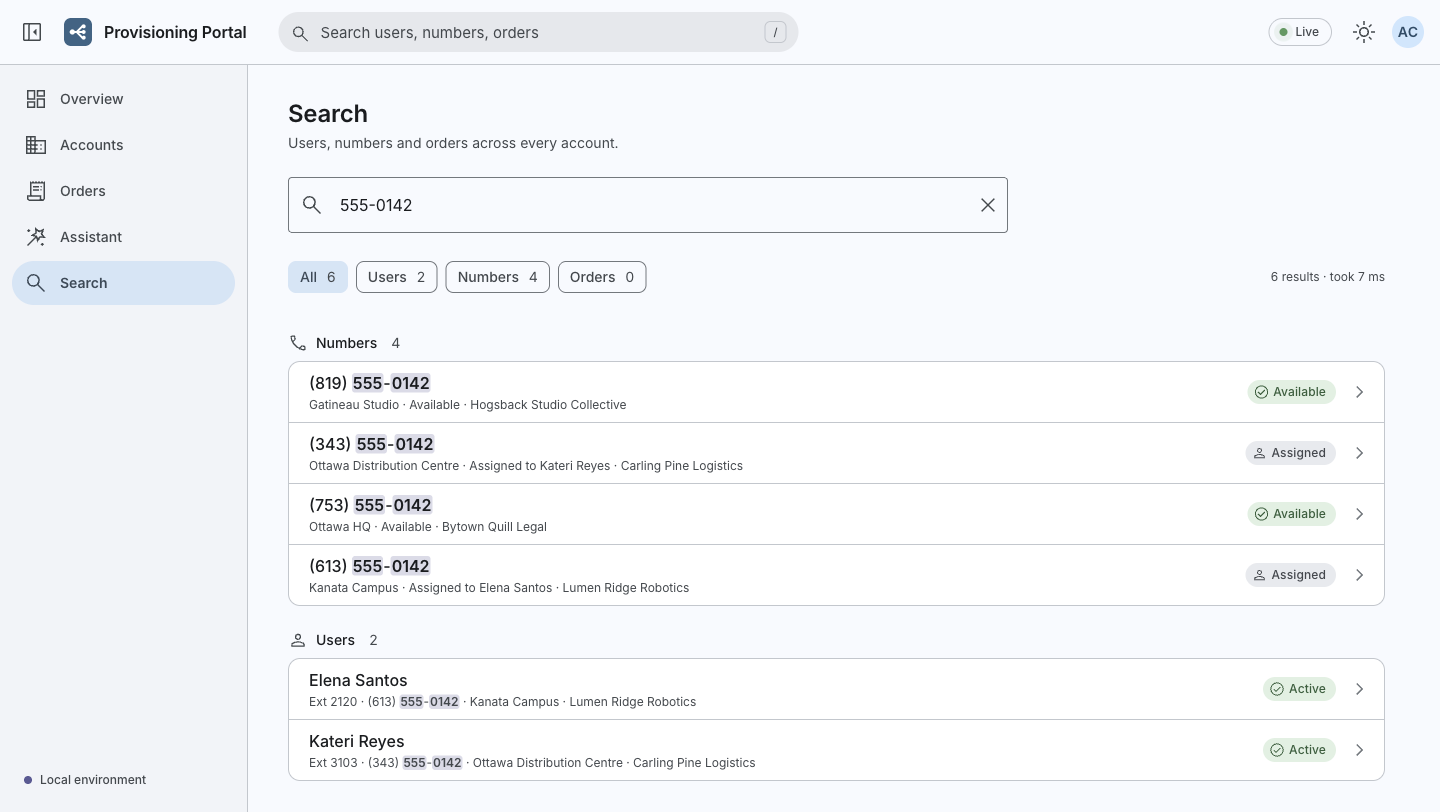 Provisioning Portal
Search users, numbers, orders
/
Live
AC
Overview
Accounts
Orders
Assistant
Search
Local environment
Search
Users, numbers and orders across every account.
555-0142
All 6
Users 2
Numbers 4
Orders 0
6 results · took 7 ms
Numbers 4
(819) 555-0142
Gatineau Studio · Available · Hogsback Studio Collective
Available
(343) 555-0142
Ottawa Distribution Centre · Assigned to Kateri Reyes · Carling Pine Logistics
Assigned
(753) 555-0142
Ottawa HQ · Available · Bytown Quill Legal
Available
(613) 555-0142
Kanata Campus · Assigned to Elena Santos · Lumen Ridge Robotics
Assigned
Users 2
Elena Santos
Ext 2120 · (613) 555-0142 · Kanata Campus · Lumen Ridge Robotics
Active
Kateri Reyes
Ext 3103 · (343) 555-0142 · Ottawa Distribution Centre · Carling Pine Logistics
Active